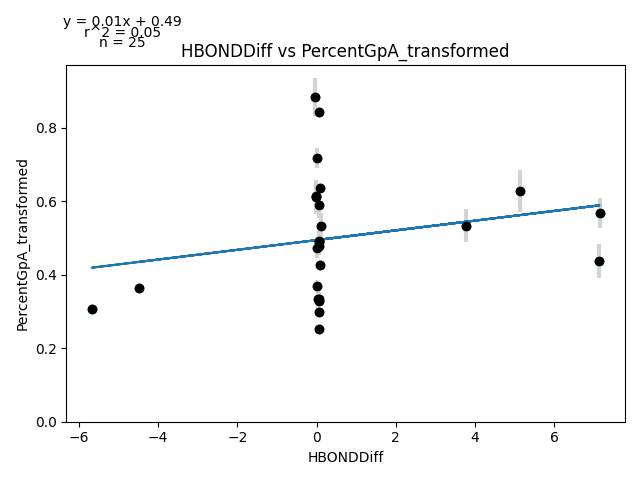 y = 0.01x + 0.49
r^2 = 0.05
n = 25
HBONDDiff vs PercentGpA_transformed
PercentGpA_transformed
0.8
0.6
0.4
0.2
0.0
−6
−4
−2
0
2
4
6
HBONDDiff